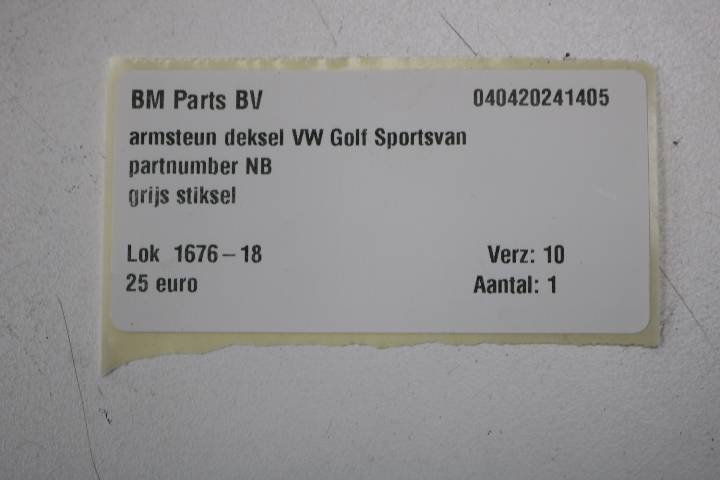 BM Parts BV 040420241405
armsteun deksel VW Golf Sportsvan
partnumber NB
grijs stiksel
Lok 1676-18 Verz: 10
25 euro Aantal: 1